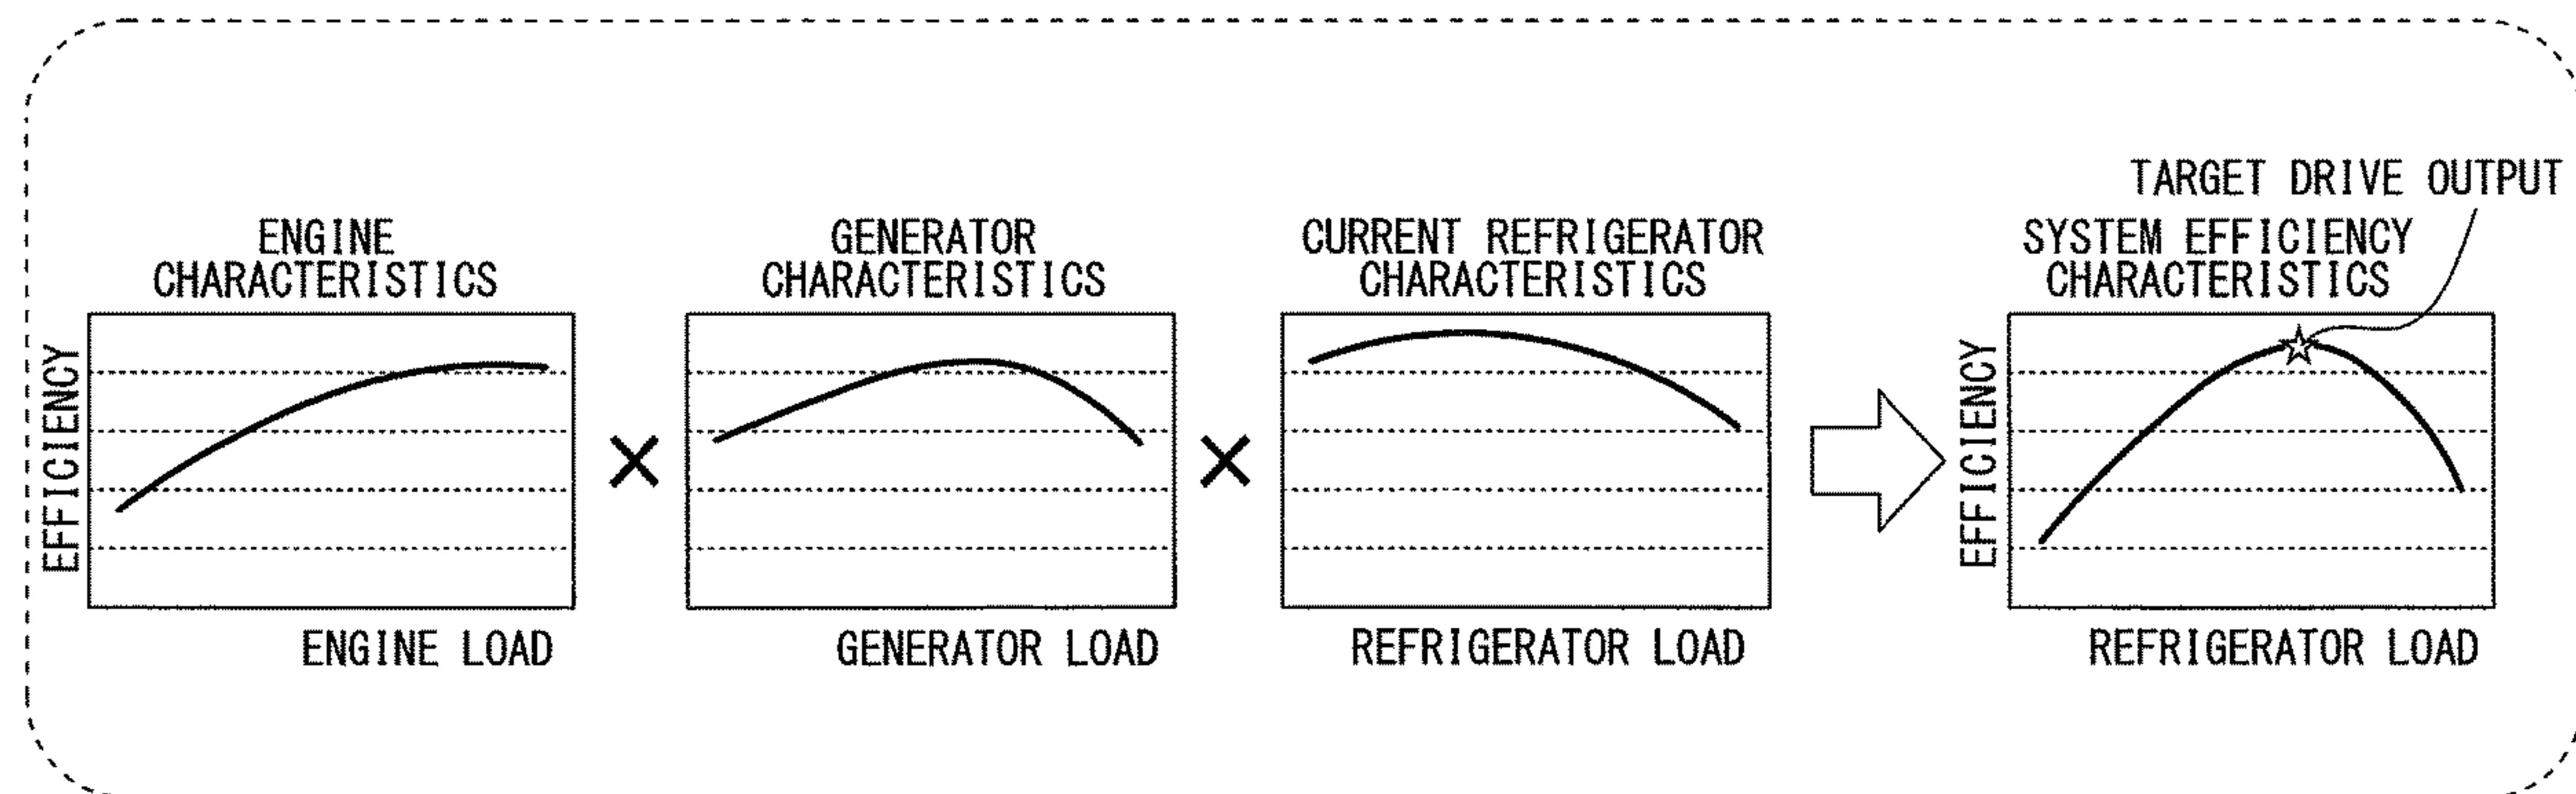 TARGET DRIVE OUTPUT
ENGINE
CHARACTERISTICS
GENERATOR
CHARACTERISTICS
CURRENT REFRIGERATOR
CHARACTERISTICS
SYSTEM EFFICIENCY
CHARACTERISTICS
EFFICIENCY
×
×
EFFICIENCY
ENGINE LOAD
GENERATOR LOAD
REFRIGERATOR LOAD
REFRIGERATOR LOAD